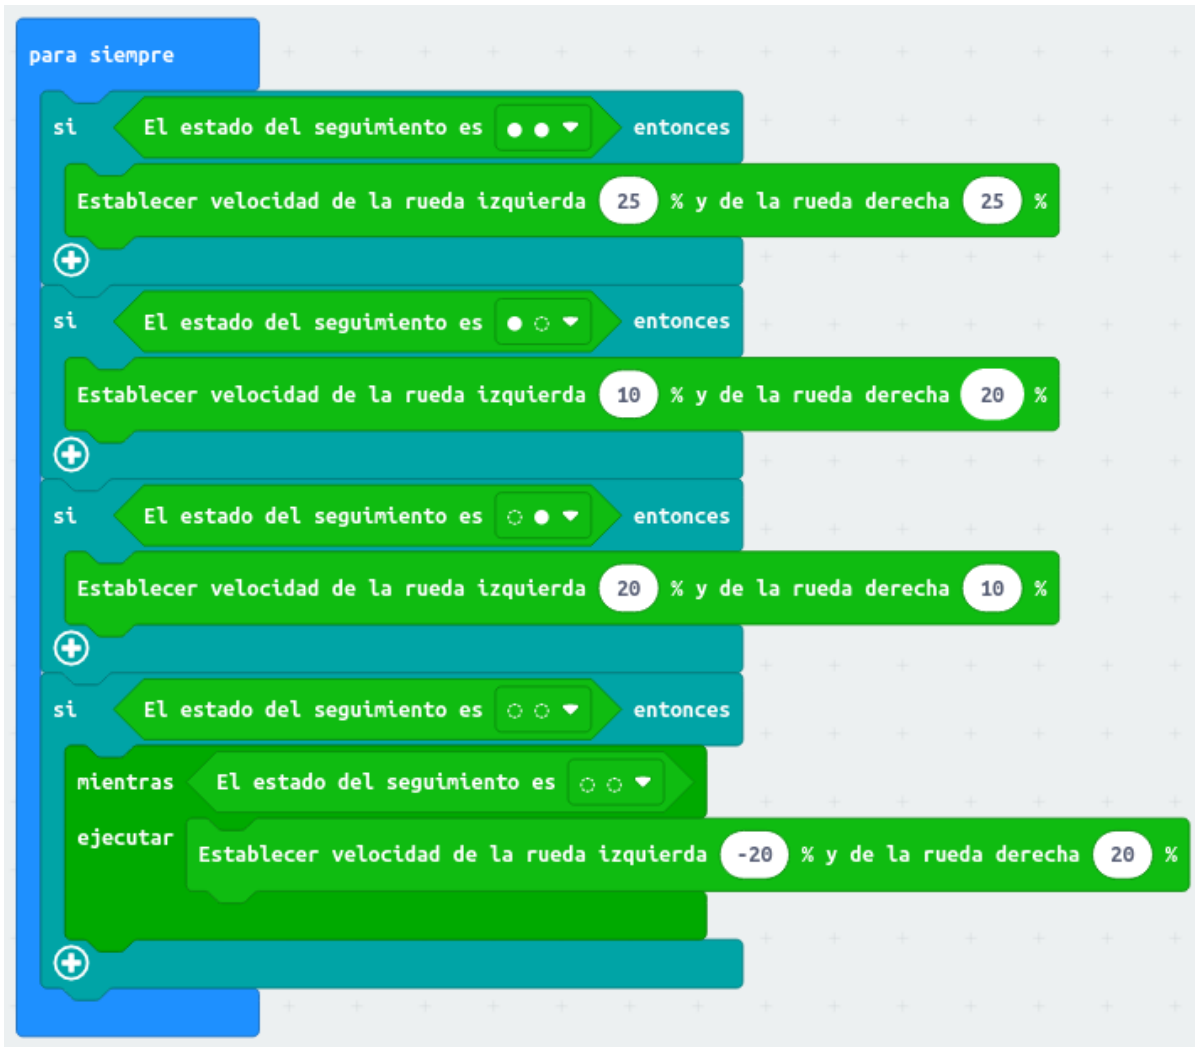 para siempre
si El estado del seguimiento es ● ● entonces
Establecer velocidad de la rueda izquierda 25 % y de la rueda derecha 25 %
si El estado del seguimiento es ● ◌ entonces
Establecer velocidad de la rueda izquierda 10 % y de la rueda derecha 20 %
si El estado del seguimiento es ◌ ● entonces
Establecer velocidad de la rueda izquierda 20 % y de la rueda derecha 10 %
si El estado del seguimiento es ◌ ◌ entonces
mientras El estado del seguimiento es ◌ ◌
ejecutar Establecer velocidad de la rueda izquierda -20 % y de la rueda derecha 20 %